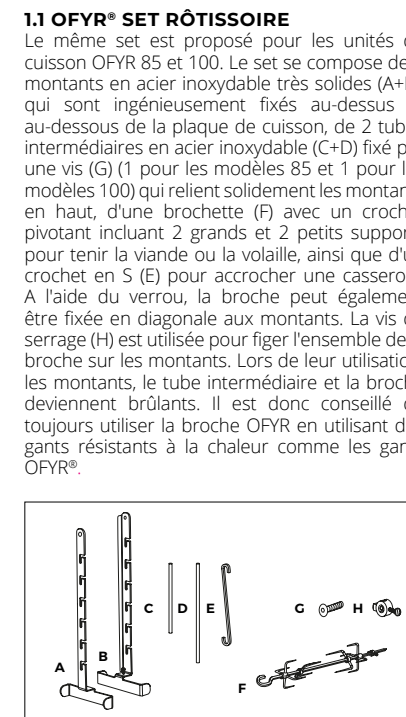 1.1 OFYR® SET RÔTISSOIRE
Le même set est proposé pour les unités
cuisson OFYR 85 et 100. Le set se compose de
montants en acier inoxydable très solides (A+
qui sont ingénieusement fixés au-dessus
au-dessous de la plaque de cuisson, de 2 tub
intermédiaires en acier inoxydable (C+D) fixé p
une vis (G) (1 pour les modèles 85 et 1 pour l
modèles 100) qui relient solidement les montan
en haut, d'une brochette (F) avec un croch
pivotant incluant 2 grands et 2 petits suppor
pour tenir la viande ou la volaille, ainsi que d'u
crochet en S (E) pour accrocher une cassero
A l'aide du verrou, la broche peut égaleme
être fixée en diagonale aux montants. La vis
serrage (H) est utilisée pour figer l'ensemble de
broche sur les montants. Lors de leur utilisatio
les montants, le tube intermédiaire et la broch
deviennent brûlants. Il est donc conseillé
toujours utiliser la broche OFYR en utilisant d
gants résistants à la chaleur comme les gan
OFYR®.
A
B
C
D
E
F
G
H